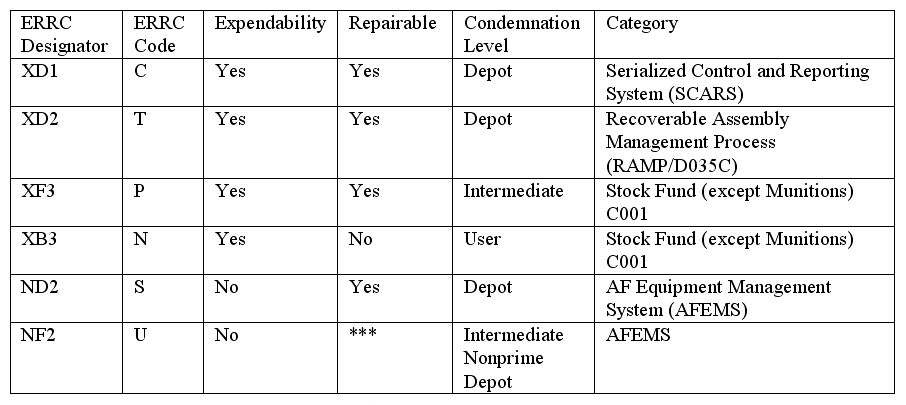 ERRC Designator ERRC Code Expendability Repairable Condemnation Level Category
XD1 C Yes Yes Depot Serialized Control and Reporting System (SCARS)
XD2 T Yes Yes Depot Recoverable Assembly Management Process (RAMP/D035C)
XF3 P Yes Yes Intermediate Stock Fund (except Munitions) C001
XB3 N Yes No User Stock Fund (except Munitions) C001
ND2 S No Yes Depot AF Equipment Management System (AFEMS)
NF2 U No *** Intermediate Nonprime Depot AFEMS